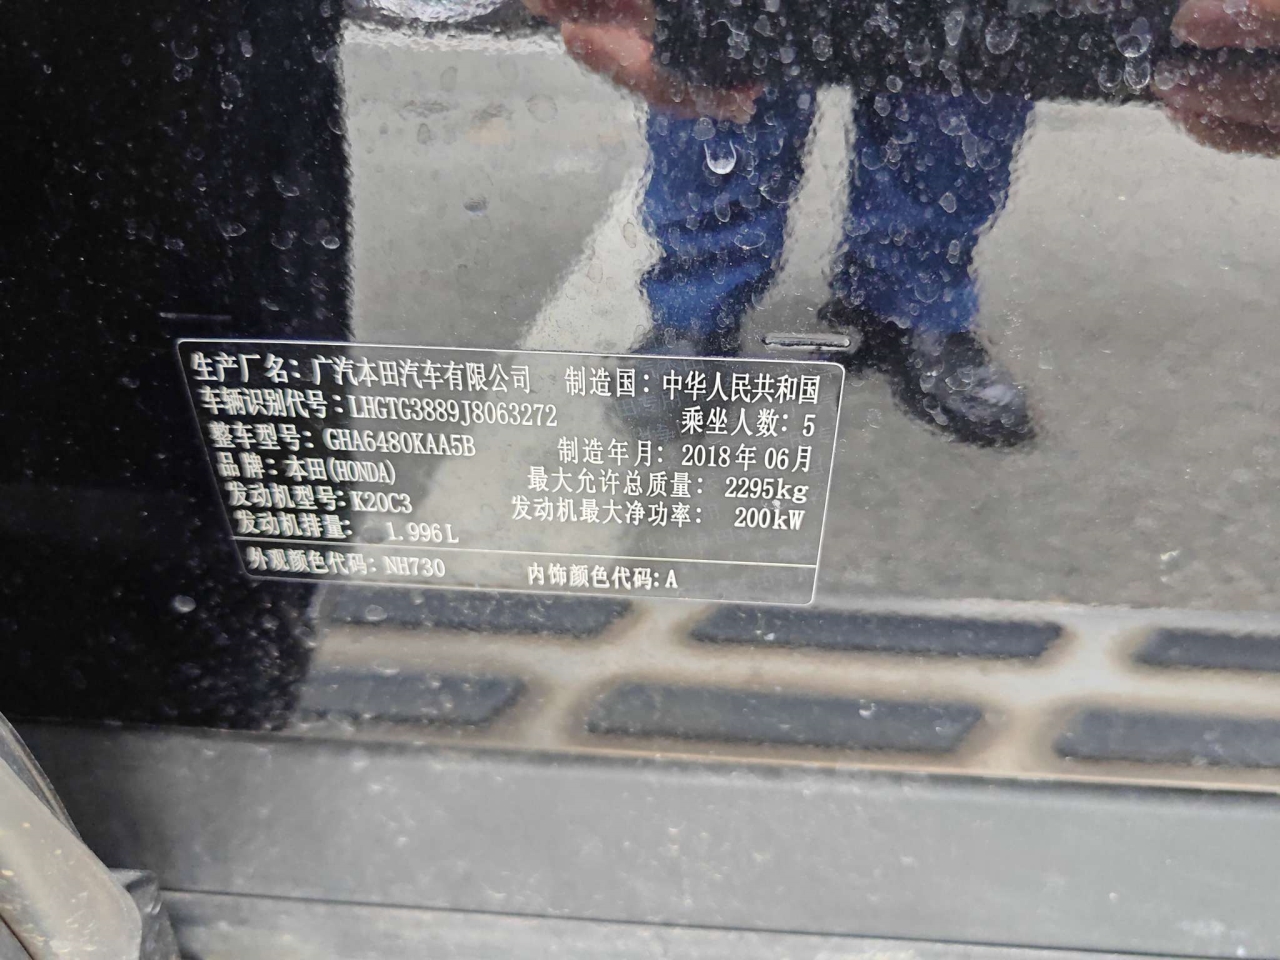 生产厂名：广汽本田汽车有限公司 制造国：中华人民共和国
车辆识别代号：LHGTG3889J8063272 乘坐人数：5
整车型号：GHA6480KAA5B 制造年月：2018年06月
品牌：本田(HONDA) 最大允许总质量：2295kg
发动机型号：K20C3 发动机最大净功率：200kW
发动机排量：1.996L
外观颜色代码：NH730 内饰颜色代码：A